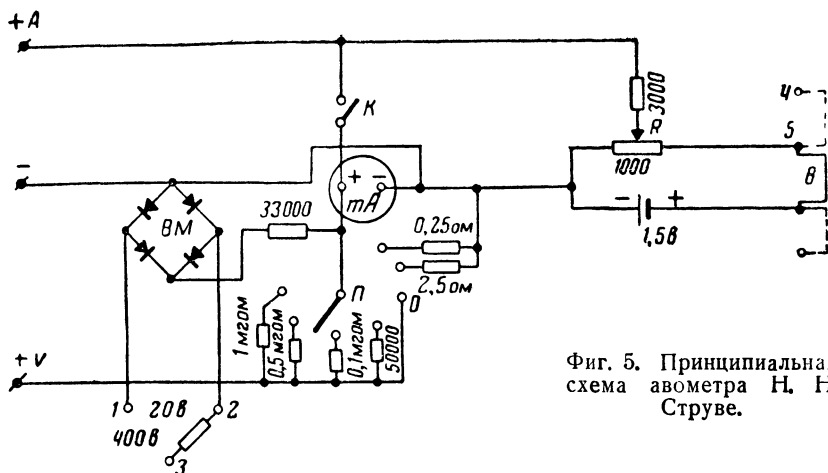 +A
K
3000
R
4
5
1000
В
−
+
−
mA
33000
ВМ
−
+
1,5в
0,25ом
2,5ом
П
0
1мгом
0,5мгом
0,1мгом
50000
+V
1
20в
2
400в
3
Фиг. 5. Принципиальна
схема авометра Н. Н
Струве.